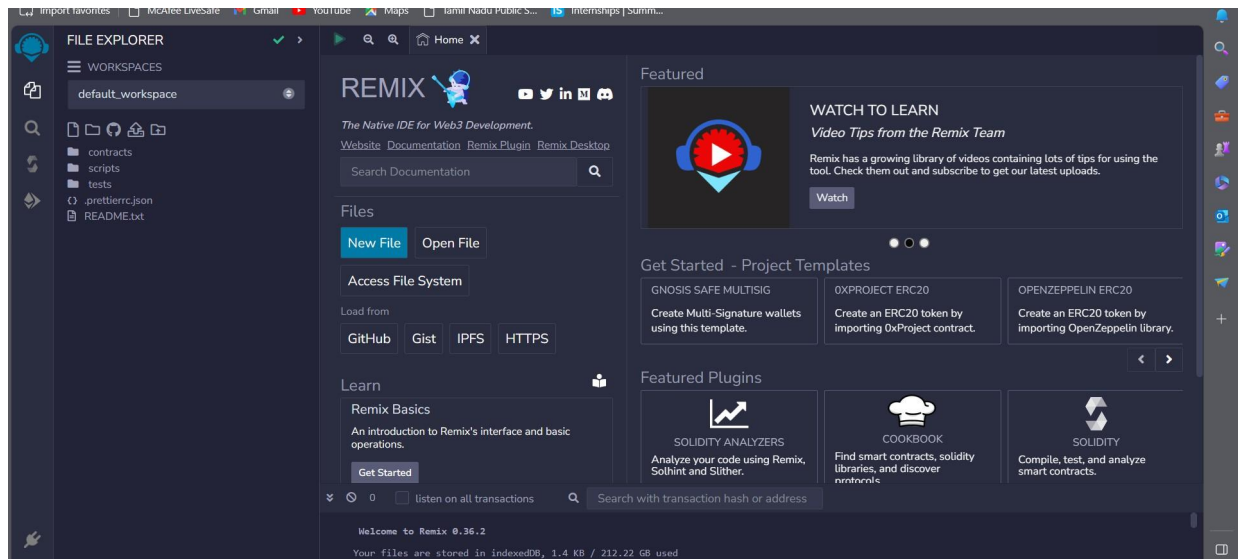 Import favorites McAfee LiveSafe Gmail YouTube Maps Tamil Nadu Public S... IS Internships | Summ...
FILE EXPLORER
WORKSPACES
default_workspace
contracts
scripts
tests
{} .prettierrc.json
README.txt
Home
REMIX
The Native IDE for Web3 Development.
Website Documentation Remix Plugin Remix Desktop
Search Documentation
Files
New File Open File
Access File System
Load from
GitHub Gist IPFS HTTPS
Learn
Remix Basics
An introduction to Remix's interface and basic
operations.
Get Started
Featured
WATCH TO LEARN
Video Tips from the Remix Team
Remix has a growing library of videos containing lots of tips for using the
tool. Check them out and subscribe to get our latest uploads.
Watch
Get Started - Project Templates
GNOSIS SAFE MULTISIG
Create Multi-Signature wallets
using this template.
0XPROJECT ERC20
Create an ERC20 token by
importing 0xProject contract.
OPENZEPPELIN ERC20
Create an ERC20 token by
importing OpenZeppelin library.
Featured Plugins
SOLIDITY ANALYZERS
Analyze your code using Remix,
Solhint and Slither.
COOKBOOK
Find smart contracts, solidity
libraries, and discover
protocols
SOLIDITY
Compile, test, and analyze
smart contracts.
0 listen on all transactions Search with transaction hash or address
Welcome to Remix 0.36.2
Your files are stored in indexedDB, 1.4 KB / 212.22 GB used